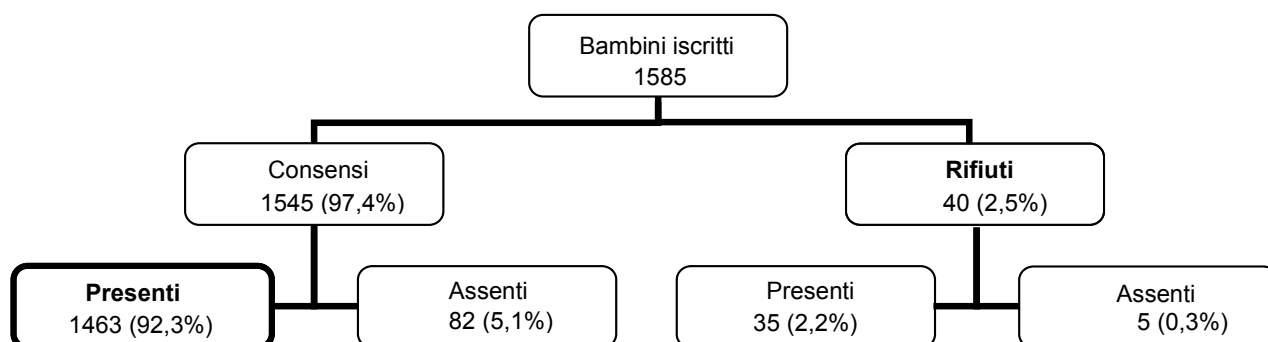 Bambini iscritti
1585
Consensi
1545 (97,4%)
Rifiuti
40 (2,5%)
Presenti
1463 (92,3%)
Assenti
82 (5,1%)
Presenti
35 (2,2%)
Assenti
5 (0,3%)